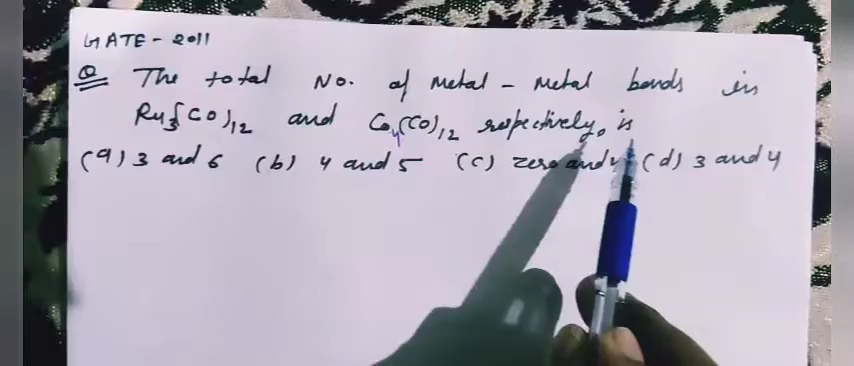 GATE - 2011
Q The total No. of Metal - Metal bonds in
Ru3(CO)12 and Co4(CO)12 respectively, is
(a) 3 and 6 (b) 4 and 5 (c) zero and 4 (d) 3 and 4